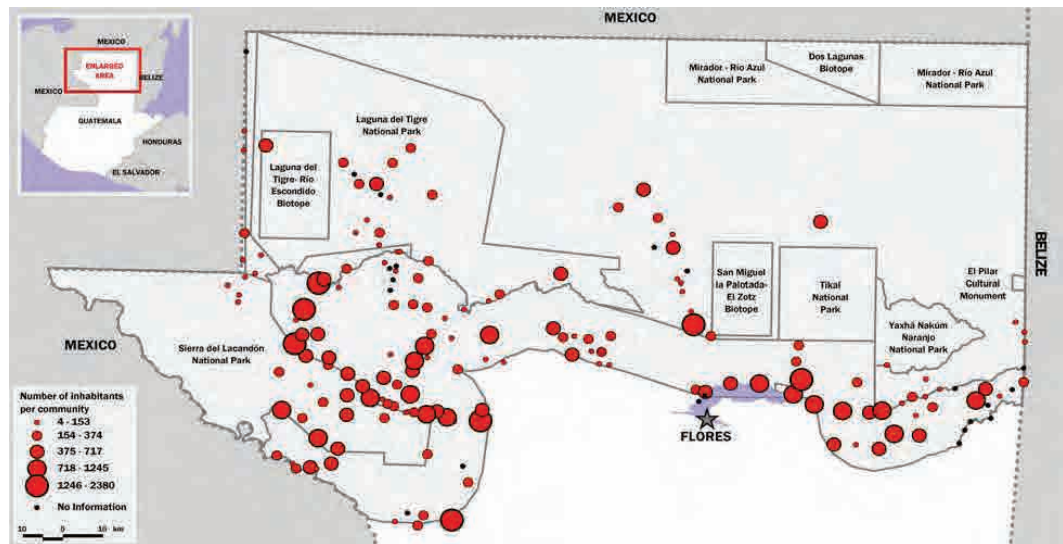 MEXICO
MEXICO
ENLARGED
AREA
BELIZE
MEXICO
GUATEMALA
HONDURAS
EL SALVADOR
Mirador - Río Azul
National Park
Dos Lagunas
Biotope
Mirador - Río Azul
National Park
Laguna del Tigre
National Park
Laguna del
Tigre- Río
Escondido
Biotope
BELIZE
San Miguel
la Palotada-
El Zotz
Biotope
Tikal
National
Park
El Pilar
Cultural
Monument
Yaxhá Nakúm
Naranjo
National Park
MEXICO
Sierra del Lacandón
National Park
FLORES
Number of inhabitants
per community
4 - 153
154 - 374
375 - 717
718 - 1245
1246 - 2380
No Information
10 0 10 km